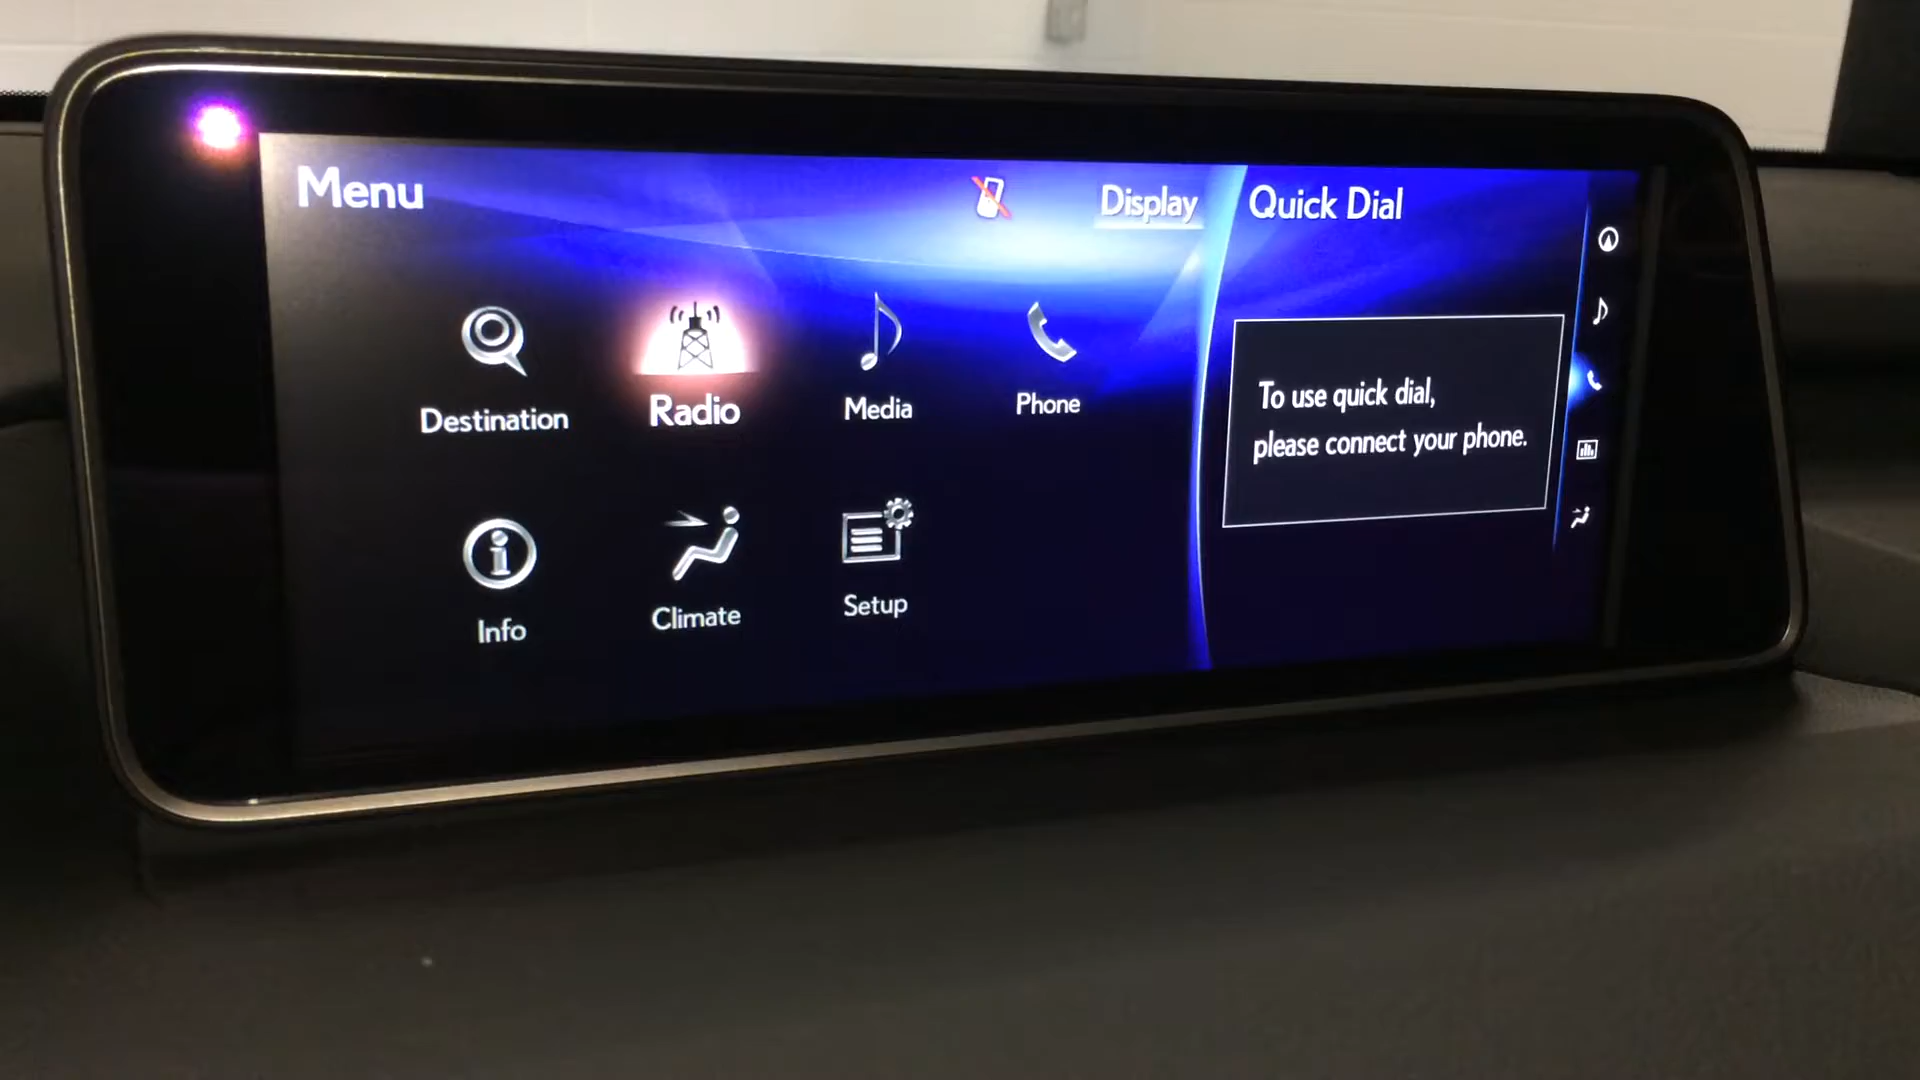 Menu
Display
Quick Dial
Destination
Radio
Media
Phone
To use quick dial,
please connect your phone.
Info
Climate
Setup